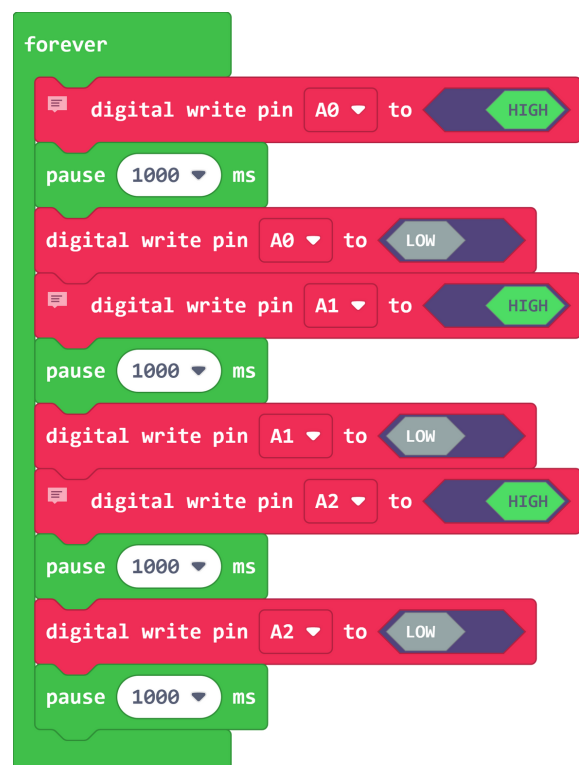 forever
digital write pin A0 to HIGH
pause 1000 ms
digital write pin A0 to LOW
digital write pin A1 to HIGH
pause 1000 ms
digital write pin A1 to LOW
digital write pin A2 to HIGH
pause 1000 ms
digital write pin A2 to LOW
pause 1000 ms